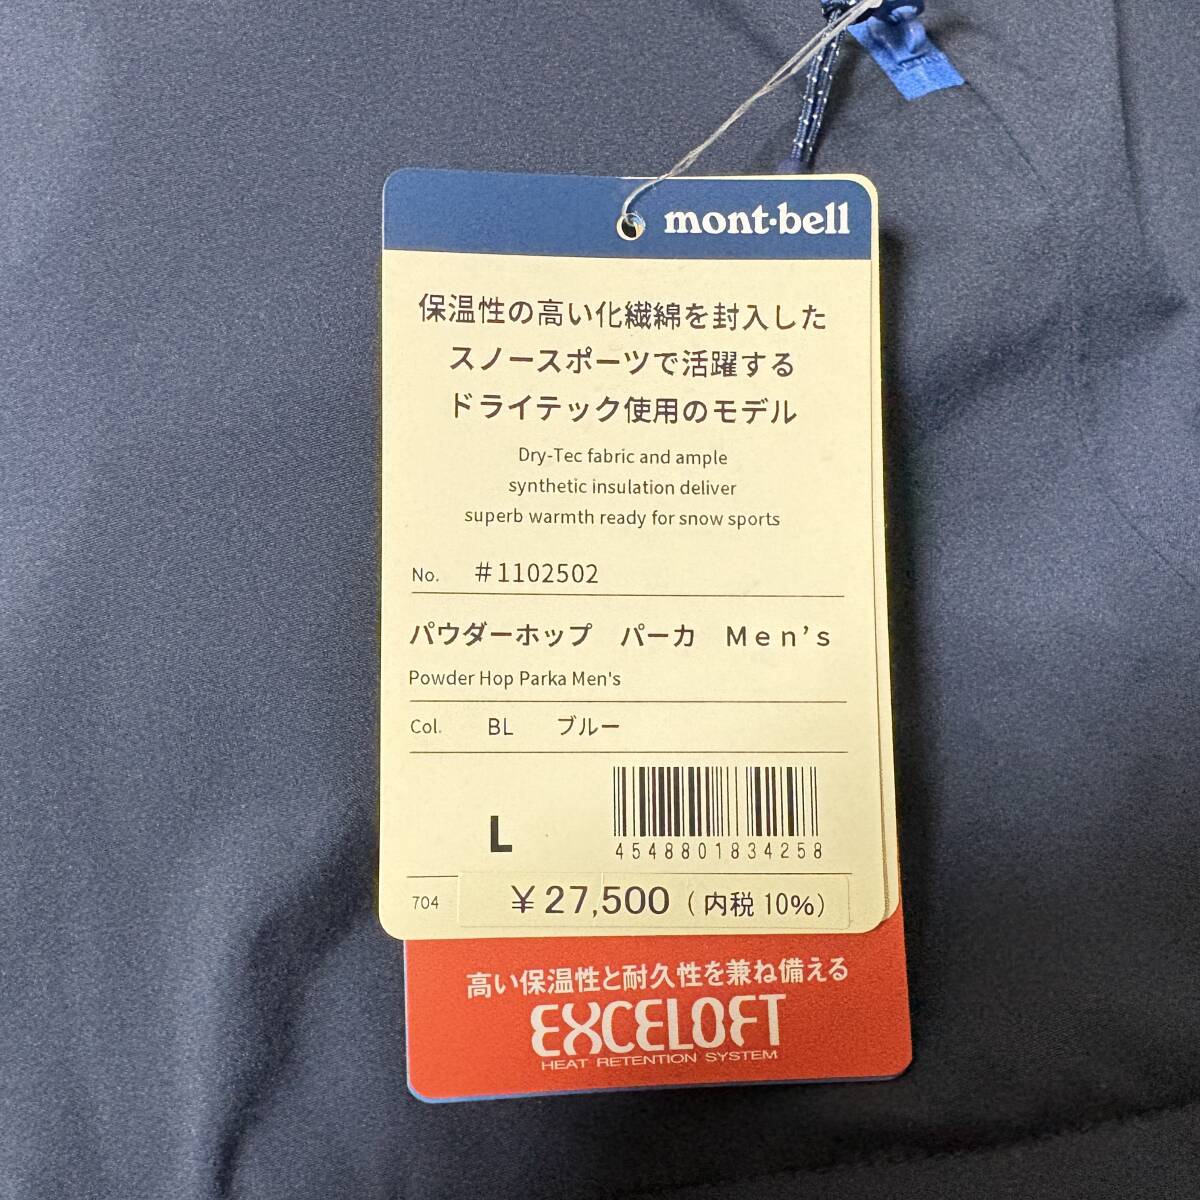 mont·bell
保温性の高い化繊綿を封入した
スノースポーツで活躍する
ドライテック使用のモデル
Dry-Tec fabric and ample
synthetic insulation deliver
superb warmth ready for snow sports
No. #1102502
パウダーホップ パーカ Men's
Powder Hop Parka Men's
Col. BL ブルー
L
4548801834258
704 ¥27,500 (内税10%)
高い保温性と耐久性を兼ね備える
EXCELOFT
HEAT RETENTION SYSTEM